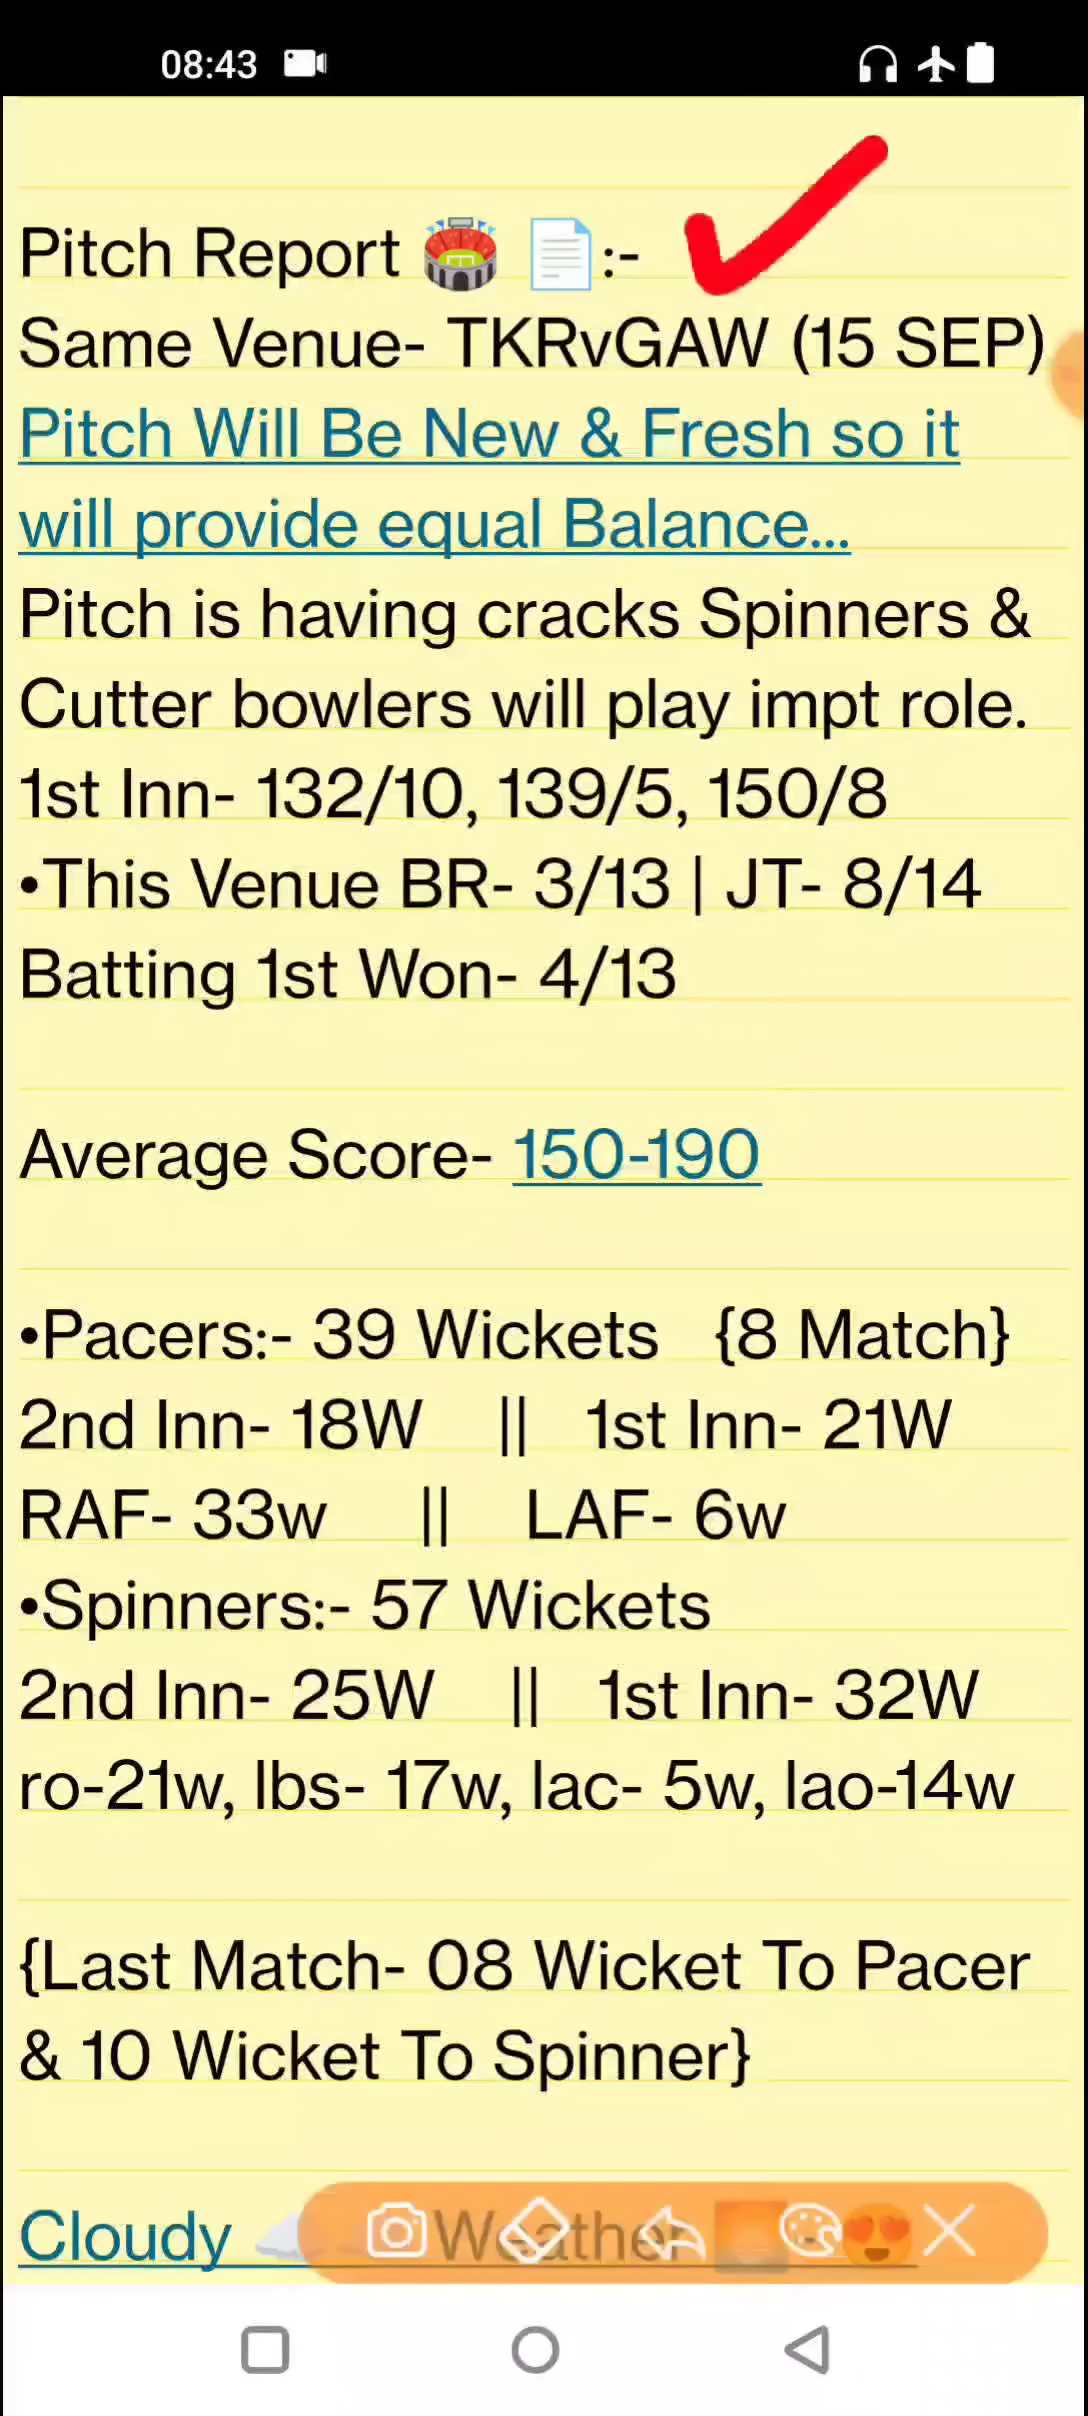 08:43
Pitch Report 🏟️ 📄:-
Same Venue- TKRvGAW (15 SEP)
Pitch Will Be New & Fresh so it
will provide equal Balance...
Pitch is having cracks Spinners &
Cutter bowlers will play impt role.
1st Inn- 132/10, 139/5, 150/8
•This Venue BR- 3/13 | JT- 8/14
Batting 1st Won- 4/13
Average Score- 150-190
•Pacers:- 39 Wickets {8 Match}
2nd Inn- 18W || 1st Inn- 21W
RAF- 33w || LAF- 6w
•Spinners:- 57 Wickets
2nd Inn- 25W || 1st Inn- 32W
ro-21w, lbs- 17w, lac- 5w, lao-14w
{Last Match- 08 Wicket To Pacer
& 10 Wicket To Spinner}
Cloudy ☁️ Weather